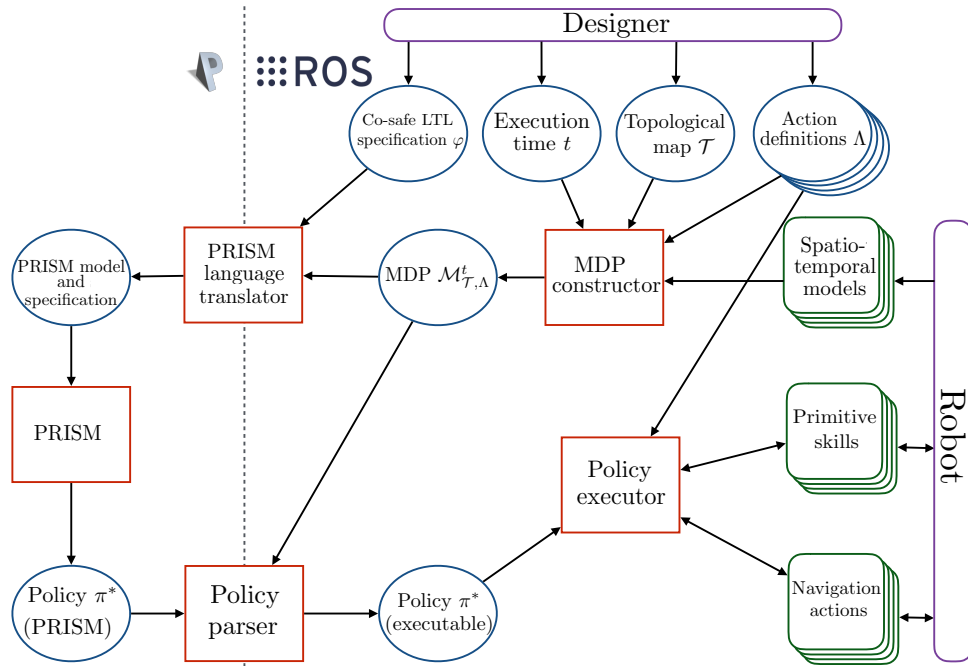 Designer
P
ROS
Co-safe LTL
specification φ
Execution
time t
Topological
map 𝒯
Action
definitions Λ
PRISM model
and
specification
PRISM
language
translator
MDP ℳᵗ_𝒯,Λ
MDP
constructor
Spatio-
temporal
models
PRISM
Policy
executor
Primitive
skills
Robot
Policy π*
(PRISM)
Policy
parser
Policy π*
(executable)
Navigation
actions